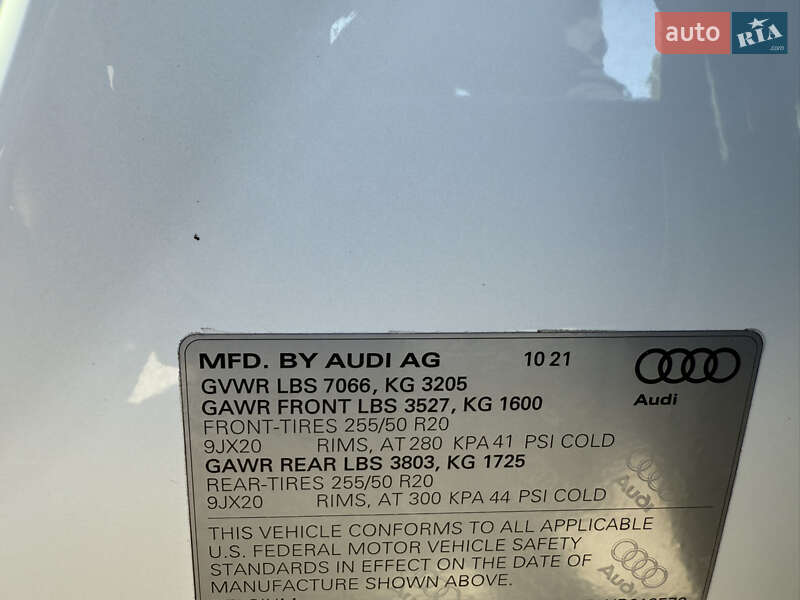 auto RIA
.com
MFD. BY AUDI AG 10 21
GVWR LBS 7066, KG 3205
GAWR FRONT LBS 3527, KG 1600
Audi
FRONT-TIRES 255/50 R20
9JX20 RIMS, AT 280 KPA 41 PSI COLD
GAWR REAR LBS 3803, KG 1725
REAR-TIRES 255/50 R20
9JX20 RIMS, AT 300 KPA 44 PSI COLD
Audi
THIS VEHICLE CONFORMS TO ALL APPLICABLE
U.S. FEDERAL MOTOR VEHICLE SAFETY
STANDARDS IN EFFECT ON THE DATE OF
MANUFACTURE SHOWN ABOVE.
Audi